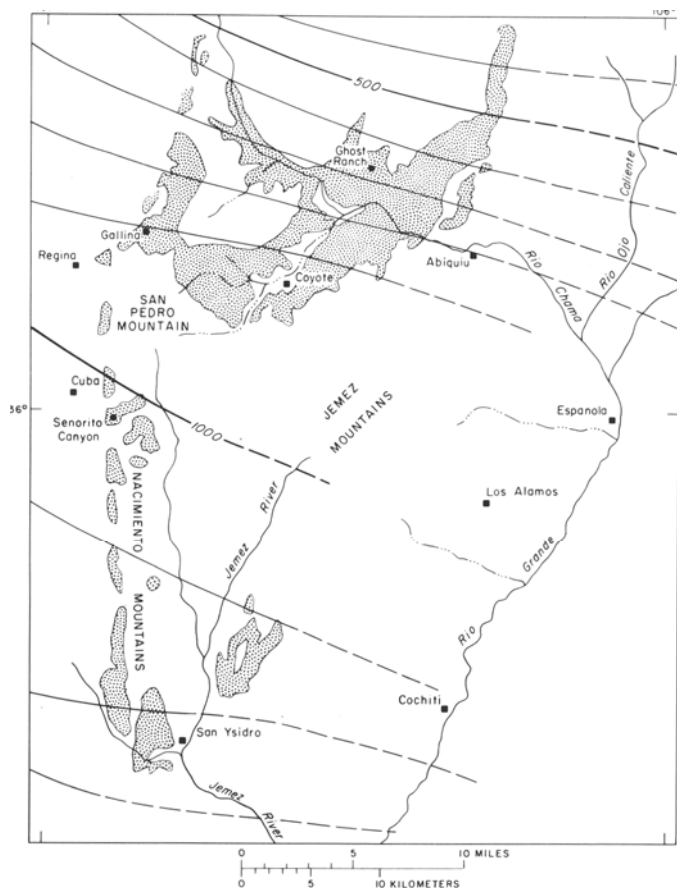 106°
500
Ghost
Ranch
Rio Ojo Caliente
Gallina
Regina
Abiquiu
Rio Chama
Coyote
SAN
PEDRO
MOUNTAIN
Cuba
36°
Senorito
Canyon
1000
JEMEZ
MOUNTAINS
Espanola
Los Alamos
NACIMIENTO
MOUNTAINS
Jemez River
Rio Grande
Cochiti
San Ysidro
Jemez River
0 5 10 MILES
0 5 10 KILOMETERS